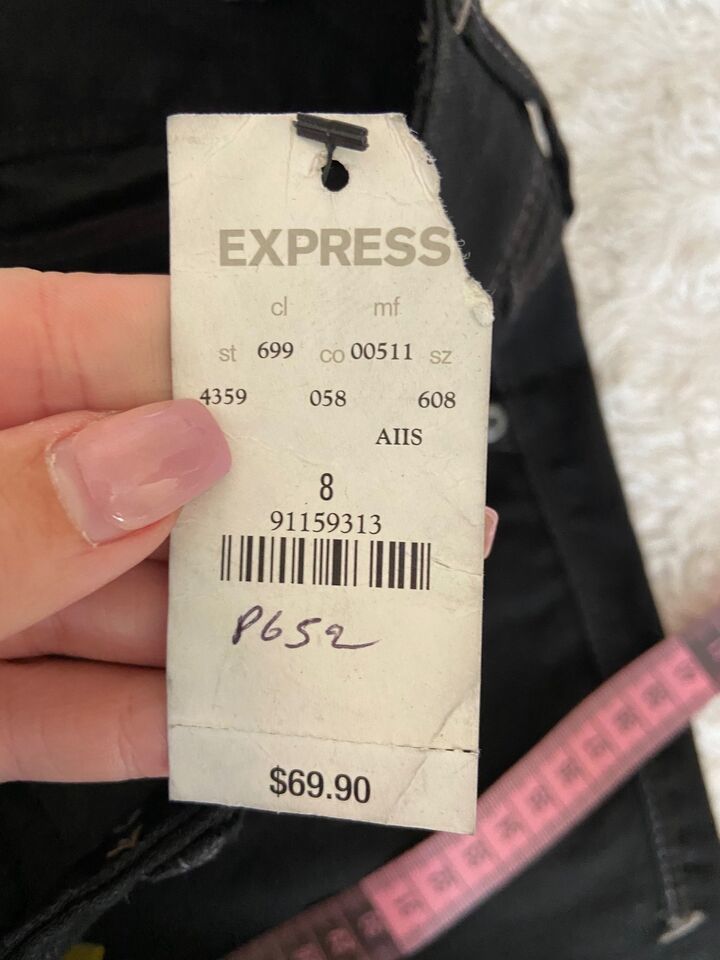 EXPRESS
cl mf
st 699 co 00511 sz
4359 058 608
AIIS
8
91159313
P652
$69.90